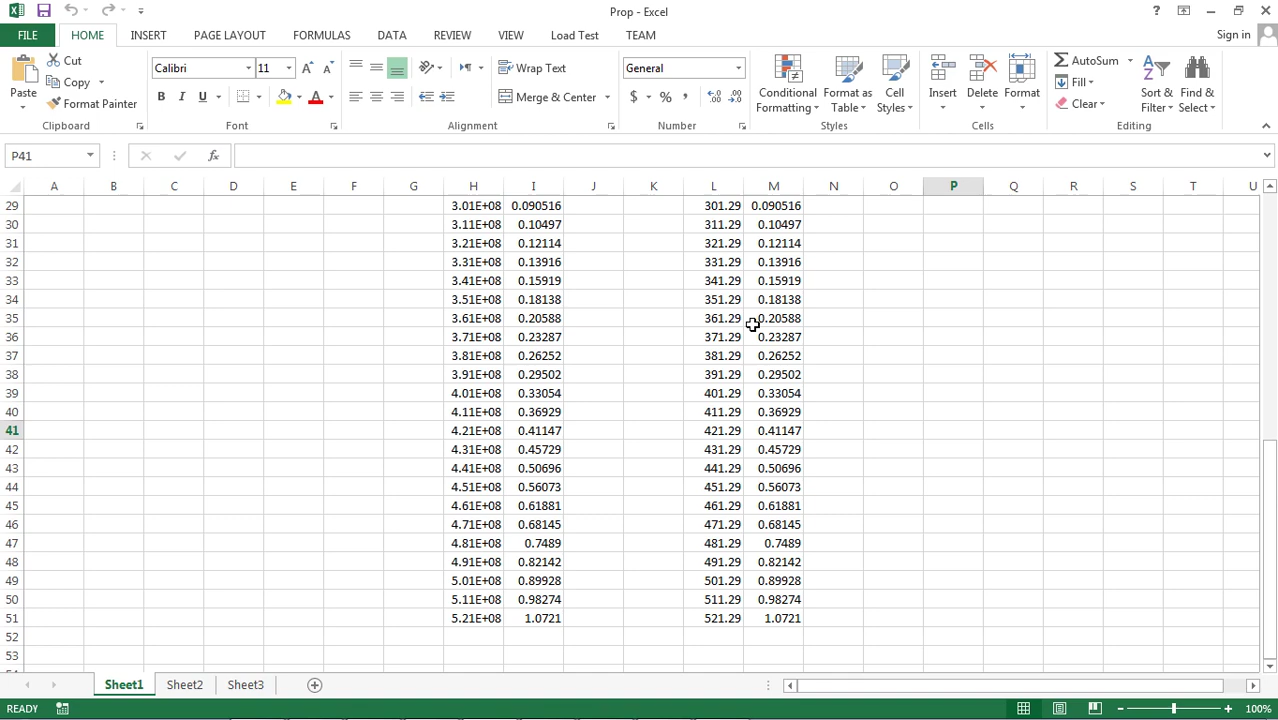 Prop - Excel
?
FILE HOME INSERT PAGE LAYOUT FORMULAS DATA REVIEW VIEW Load Test TEAM Sign in
Paste Cut
Copy
Format Painter
Clipboard
Calibri 11 A A
B I U A
Font
Wrap Text
Merge & Center
Alignment
General
$ % ,
Number
Conditional Formatting
Format as Table
Cell Styles
Styles
Insert Delete Format
Cells
AutoSum
Fill
Clear
Sort & Filter
Find & Select
Editing
P41 fx
A B C D E F G H I J K L M N O P Q R S T U
29 3.01E+08 0.090516 301.29 0.090516
30 3.11E+08 0.10497 311.29 0.10497
31 3.21E+08 0.12114 321.29 0.12114
32 3.31E+08 0.13916 331.29 0.13916
33 3.41E+08 0.15919 341.29 0.15919
34 3.51E+08 0.18138 351.29 0.18138
35 3.61E+08 0.20588 361.29 0.20588
36 3.71E+08 0.23287 371.29 0.23287
37 3.81E+08 0.26252 381.29 0.26252
38 3.91E+08 0.29502 391.29 0.29502
39 4.01E+08 0.33054 401.29 0.33054
40 4.11E+08 0.36929 411.29 0.36929
41 4.21E+08 0.41147 421.29 0.41147
42 4.31E+08 0.45729 431.29 0.45729
43 4.41E+08 0.50696 441.29 0.50696
44 4.51E+08 0.56073 451.29 0.56073
45 4.61E+08 0.61881 461.29 0.61881
46 4.71E+08 0.68145 471.29 0.68145
47 4.81E+08 0.7489 481.29 0.7489
48 4.91E+08 0.82142 491.29 0.82142
49 5.01E+08 0.89928 501.29 0.89928
50 5.11E+08 0.98274 511.29 0.98274
51 5.21E+08 1.0721 521.29 1.0721
52
53
Sheet1 Sheet2 Sheet3
READY 100%